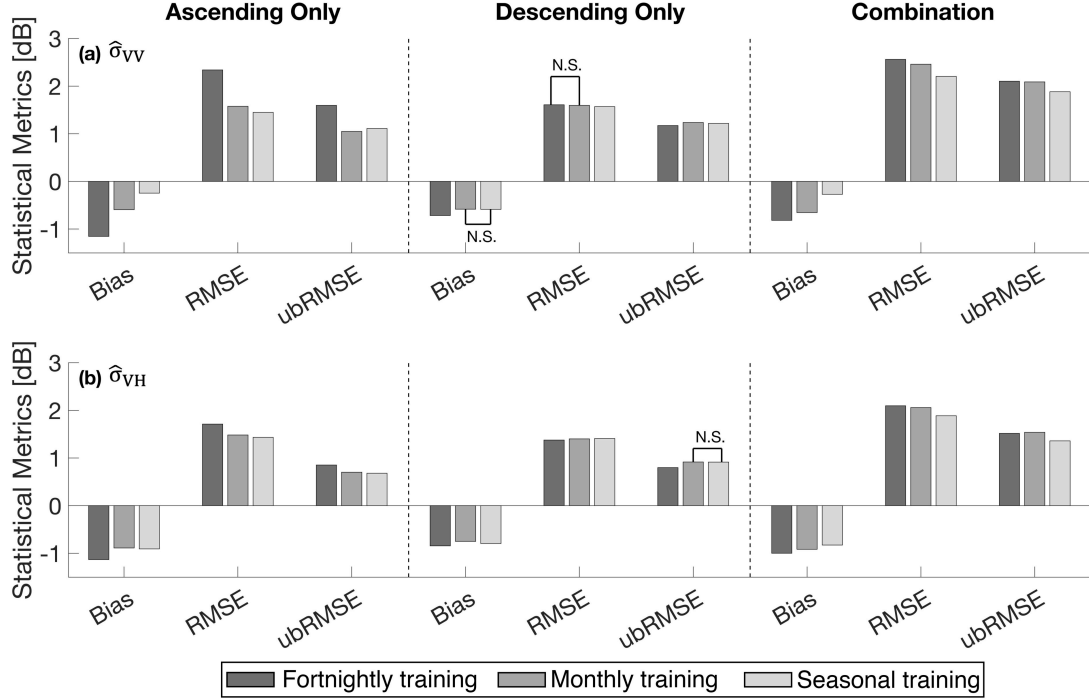 Ascending Only Descending Only Combination
Statistical Metrics [dB]
(a) σ̂VV
3
2
1
0
-1
N.S.
N.S.
Bias RMSE ubRMSE Bias RMSE ubRMSE Bias RMSE ubRMSE
Statistical Metrics [dB]
(b) σ̂VH
3
2
1
0
-1
N.S.
Bias RMSE ubRMSE Bias RMSE ubRMSE Bias RMSE ubRMSE
Fortnightly training Monthly training Seasonal training